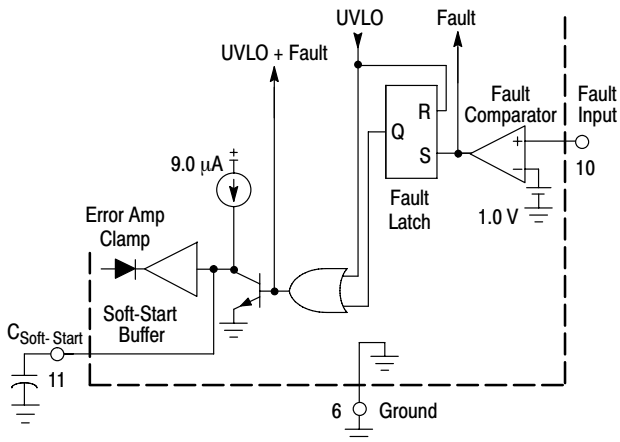 UVLO
Fault
UVLO + Fault
Fault
Comparator
Fault
Input
R
Q
S
+
−
10
9.0 μA
+
Fault
Latch
1.0 V
Error Amp
Clamp
Soft-Start
Buffer
CSoft- Start
11
6
Ground